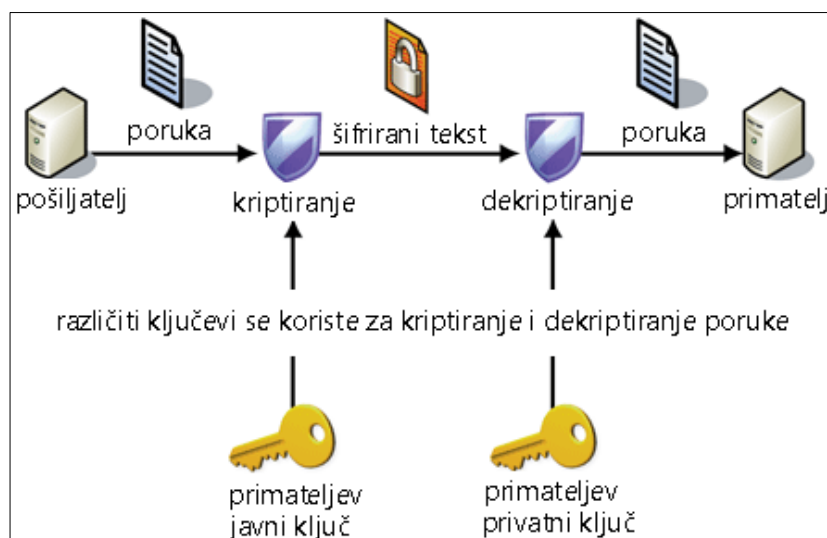 poruka
šifrirani tekst
poruka
pošiljatelj
kriptiranje
dekriptiranje
primatelj
različiti ključevi se koriste za kriptiranje i dekriptiranje poruke
primateljev
javni ključ
primateljev
privatni ključ